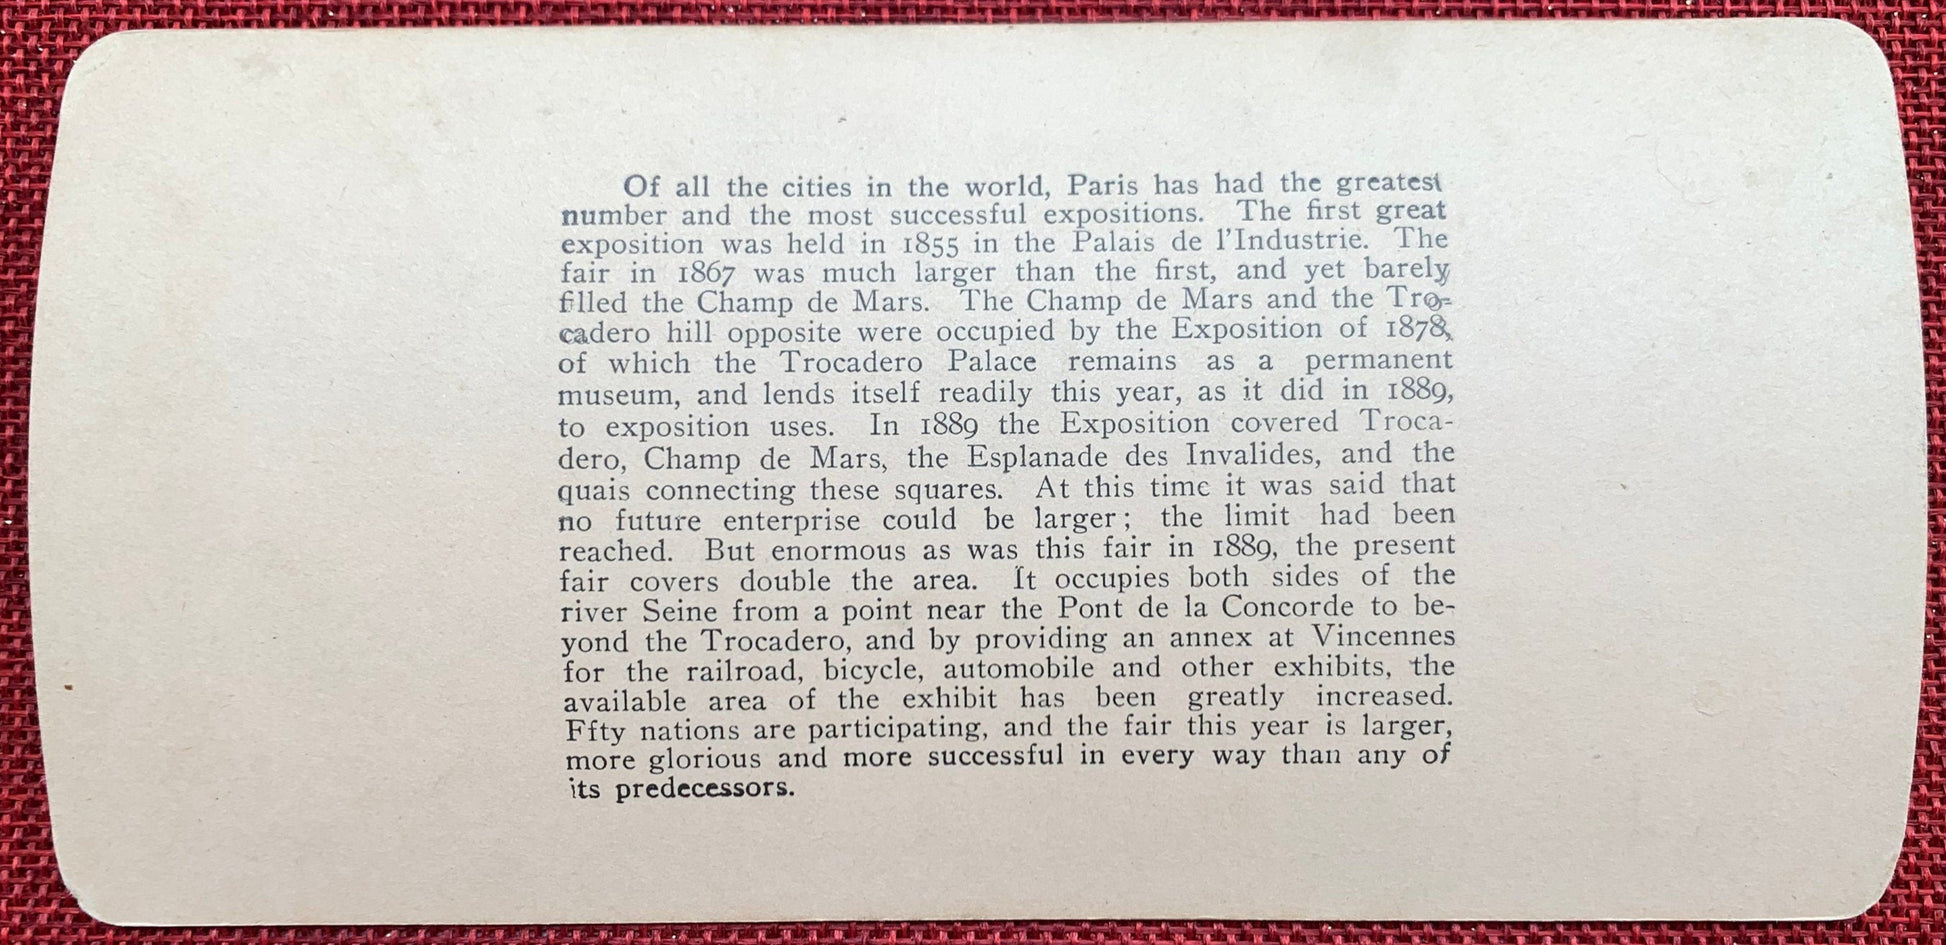 Of all the cities in the world, Paris has had the greatest
number and the most successful expositions. The first great
exposition was held in 1855 in the Palais de l'Industrie. The
fair in 1867 was much larger than the first, and yet barely
filled the Champ de Mars. The Champ de Mars and the Tro-
cadero hill opposite were occupied by the Exposition of 1878,
of which the Trocadero Palace remains as a permanent
museum, and lends itself readily this year, as it did in 1889,
to exposition uses. In 1889 the Exposition covered Troca-
dero, Champ de Mars, the Esplanade des Invalides, and the
quais connecting these squares. At this time it was said that
no future enterprise could be larger; the limit had been
reached. But enormous as was this fair in 1889, the present
fair covers double the area. It occupies both sides of the
river Seine from a point near the Pont de la Concorde to be-
yond the Trocadero, and by providing an annex at Vincennes
for the railroad, bicycle, automobile and other exhibits, the
available area of the exhibit has been greatly increased.
Ffty nations are participating, and the fair this year is larger,
more glorious and more successful in every way than any of
its predecessors.